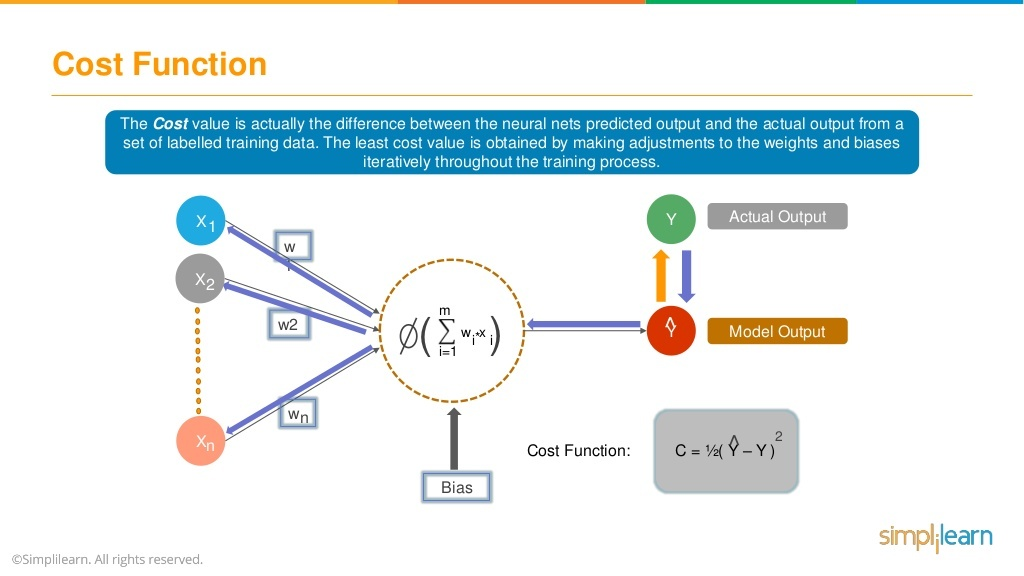 Cost Function
The Cost value is actually the difference between the neural nets predicted output and the actual output from a
set of labelled training data. The least cost value is obtained by making adjustments to the weights and biases
iteratively throughout the training process.
X1
w
X2
w2
Xn
wn
∅( m ∑ i=1 wi*xi )
Bias
Y
Actual Output
Ŷ
Model Output
Cost Function:
C = ½( Ŷ – Y )2
simplilearn
©Simplilearn. All rights reserved.